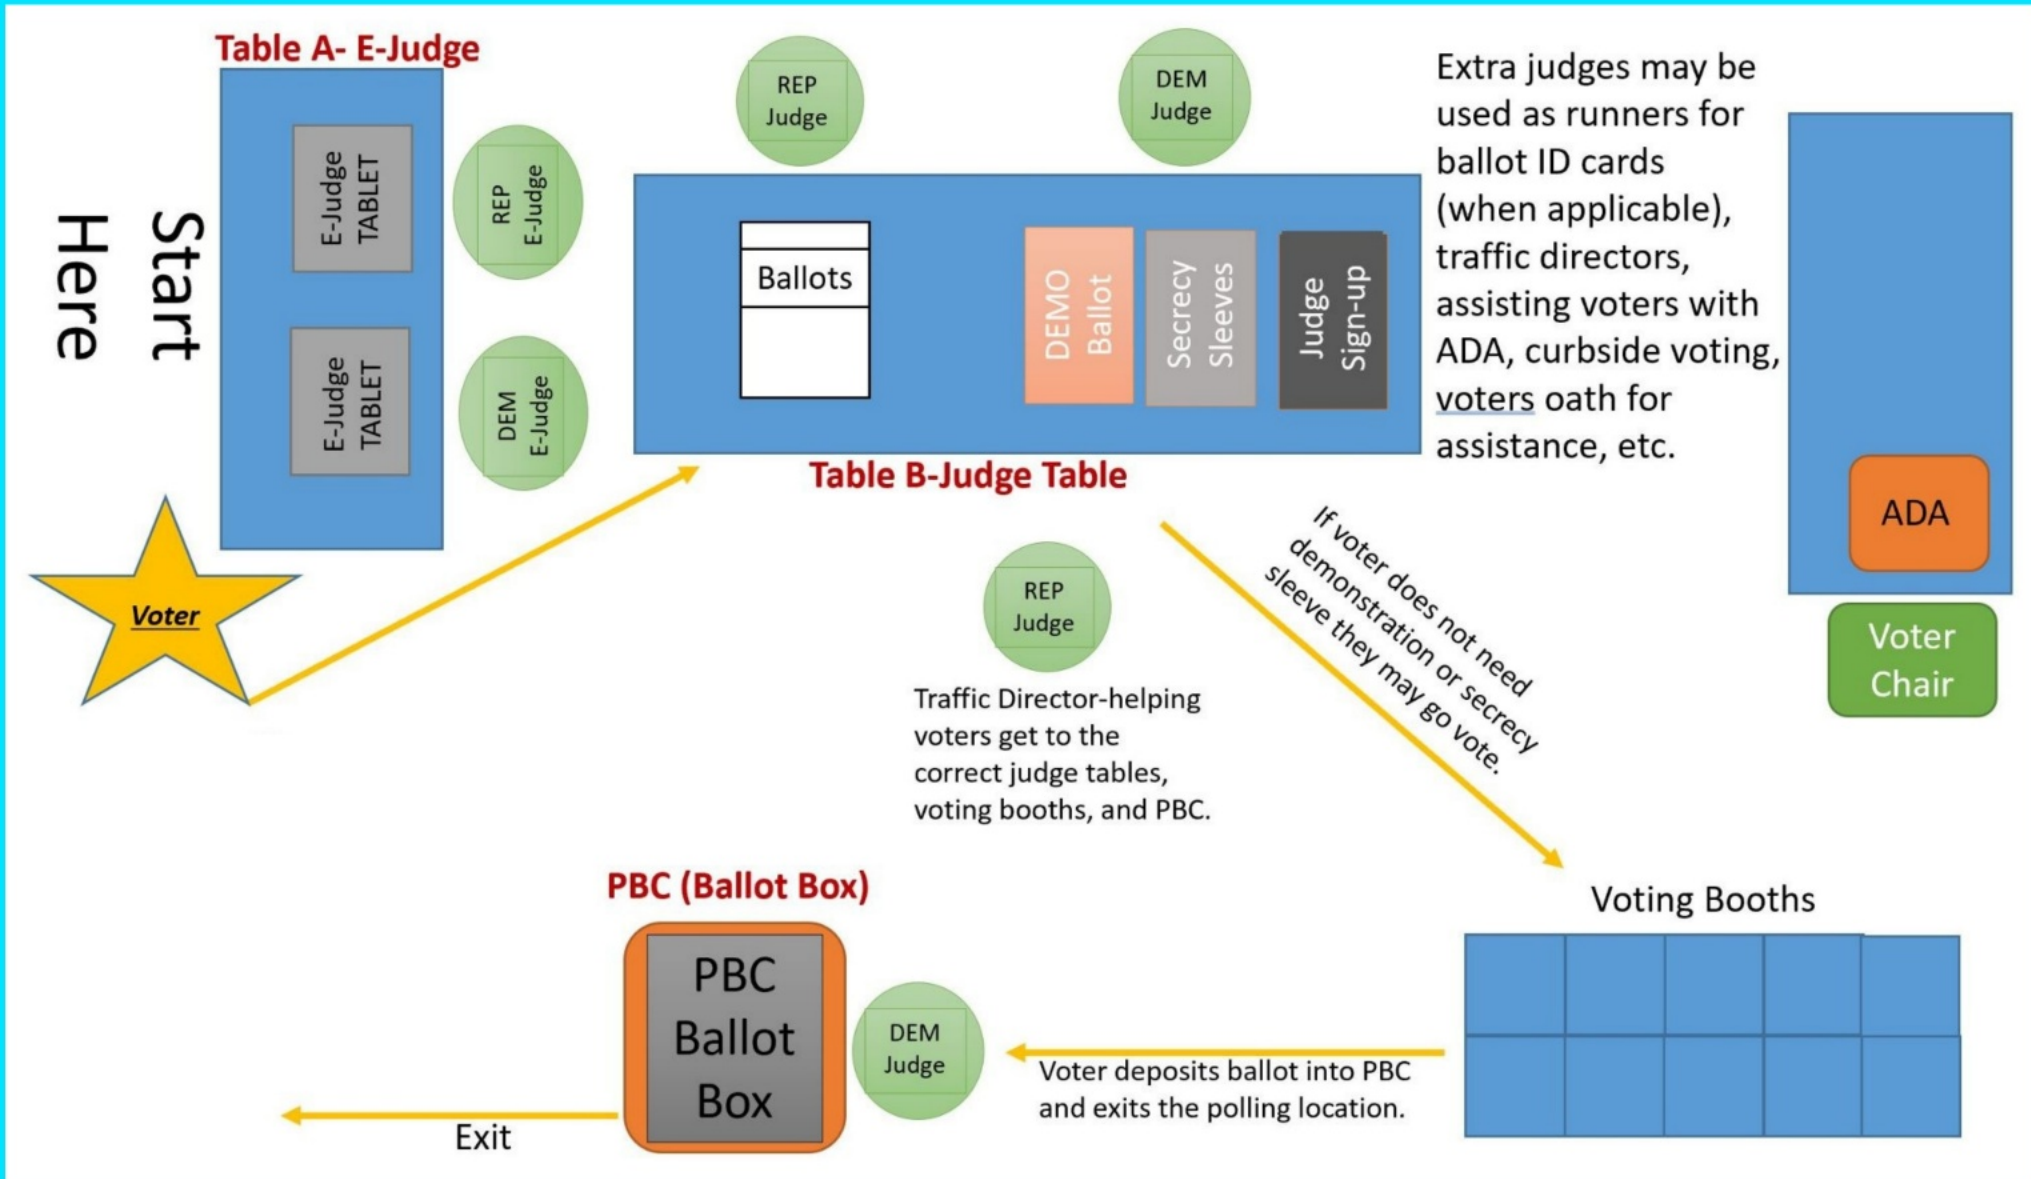 Table A- E-Judge
Start
Here
E-Judge
TABLET
REP
E-Judge
E-Judge
TABLET
DEM
E-Judge
Voter
REP
Judge
DEM
Judge
Ballots
DEMO
Ballot
Secrecy
Sleeves
Judge
Sign-up
Table B-Judge Table
Extra judges may be
used as runners for
ballot ID cards
(when applicable),
traffic directors,
assisting voters with
ADA, curbside voting,
voters oath for
assistance, etc.
ADA
Voter
Chair
REP
Judge
Traffic Director-helping
voters get to the
correct judge tables,
voting booths, and PBC.
If voter does not need
demonstration or secrecy
sleeve they may go vote.
Voting Booths
PBC (Ballot Box)
PBC
Ballot
Box
DEM
Judge
Voter deposits ballot into PBC
and exits the polling location.
Exit